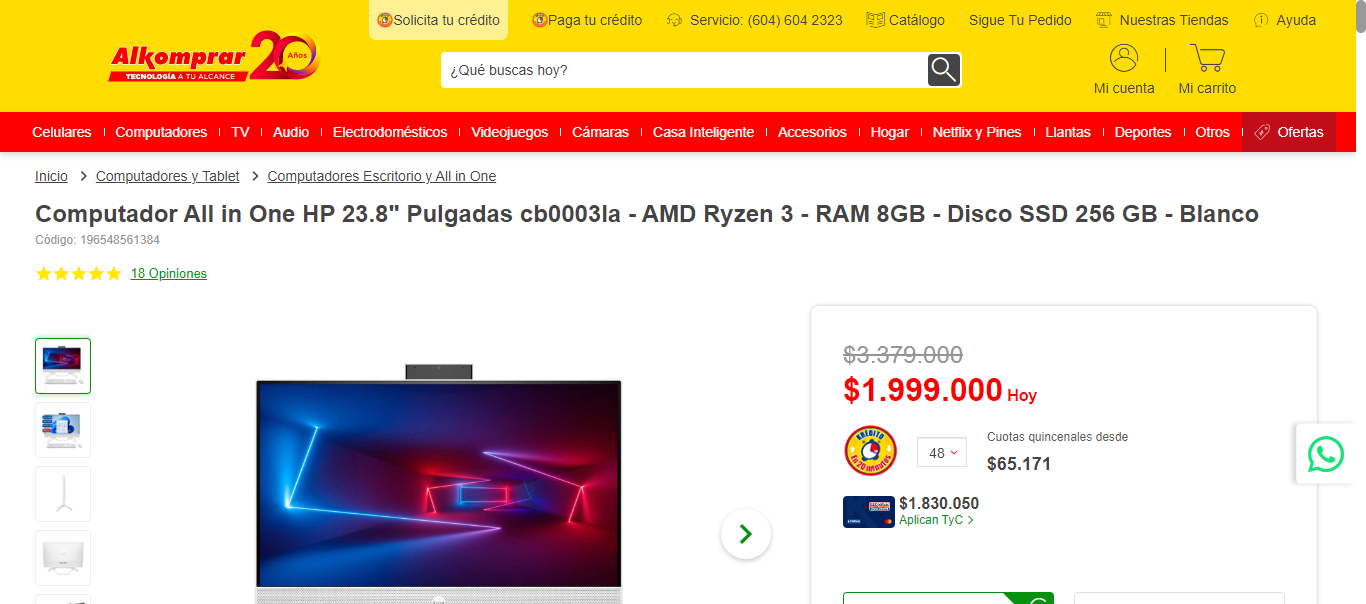 Solicita tu crédito
Paga tu crédito
Servicio: (604) 604 2323
Catálogo
Sigue Tu Pedido
Nuestras Tiendas
Ayuda
Alkomprar 20 Años
TECNOLOGÍA A TU ALCANCE
¿Qué buscas hoy?
Mi cuenta
Mi carrito
Celulares
Computadores
TV
Audio
Electrodomésticos
Videojuegos
Cámaras
Casa Inteligente
Accesorios
Hogar
Netflix y Pines
Llantas
Deportes
Otros
Ofertas
Inicio > Computadores y Tablet > Computadores Escritorio y All in One
Computador All in One HP 23.8" Pulgadas cb0003la - AMD Ryzen 3 - RAM 8GB - Disco SSD 256 GB - Blanco
Código: 196548561384
18 Opiniones
$3.379.000
$1.999.000 Hoy
KRÉDITO
En 20 minutos
48
Cuotas quincenales desde
$65.171
$1.830.050
Aplican TyC >